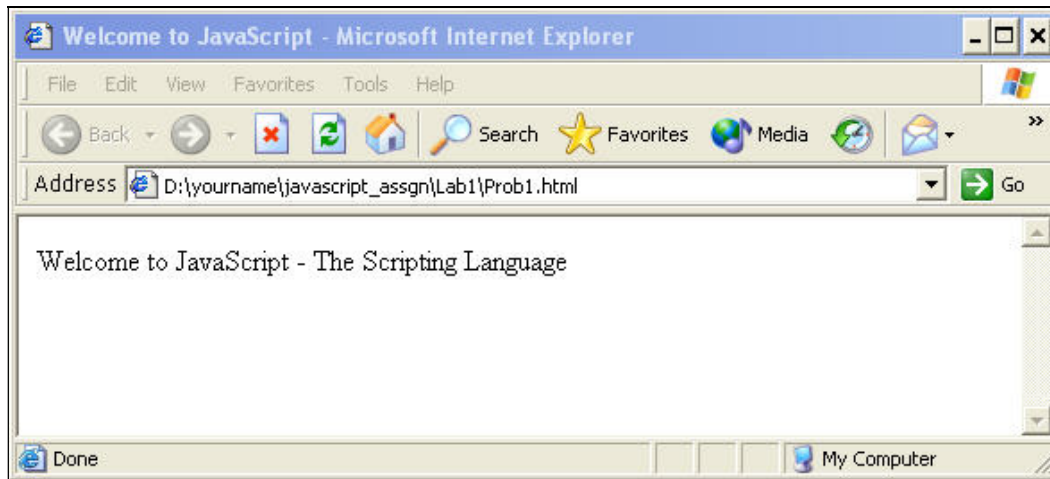 Welcome to JavaScript - Microsoft Internet Explorer
File Edit View Favorites Tools Help
Back Search Favorites Media »
Address D:\yourname\javascript_assgn\Lab1\Prob1.html Go
Welcome to JavaScript - The Scripting Language
Done My Computer